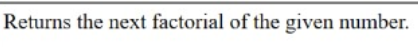 Returns the next factorial of the given number.